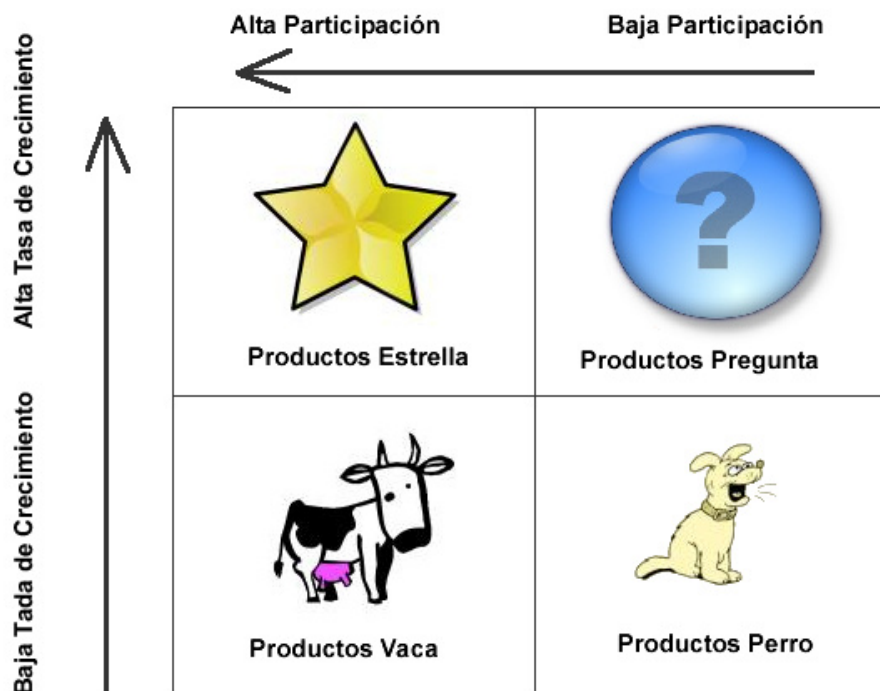 Alta Participación
Baja Participación
Alta Tasa de Crecimiento
?
Productos Estrella
Productos Pregunta
Baja Tada de Crecimiento
Productos Vaca
Productos Perro